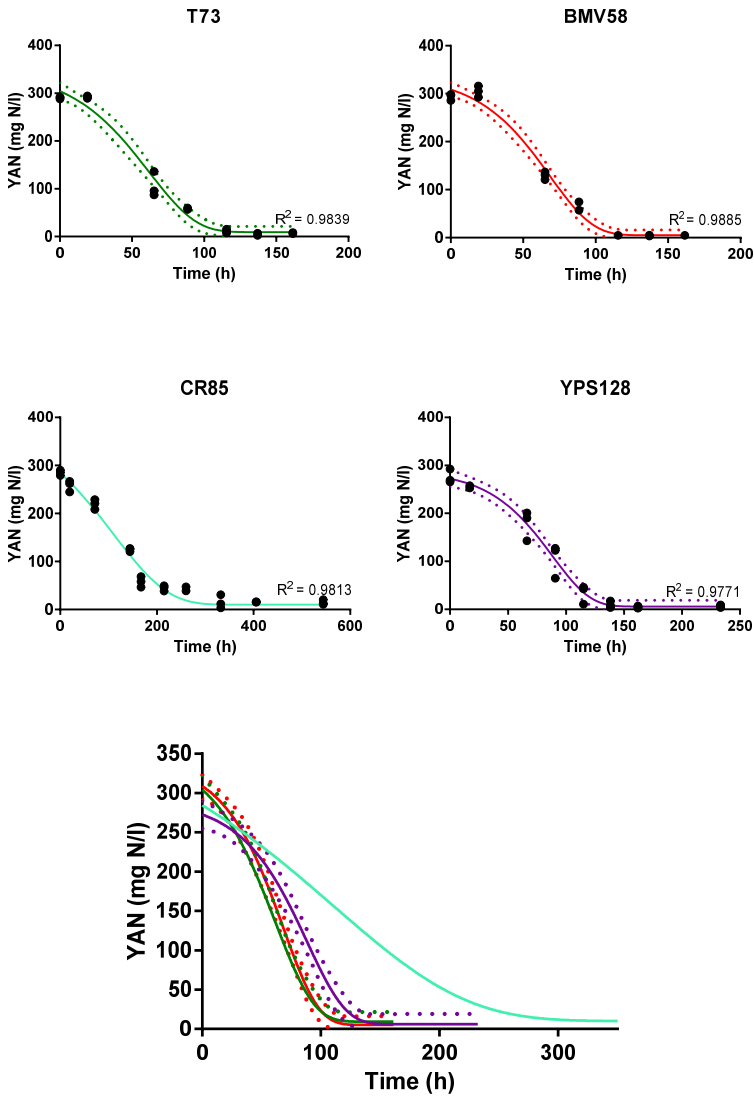 T73
YAN (mg N/l)
400
300
200
100
0
R² = 0.9839
0 50 100 150 200
Time (h)
BMV58
YAN (mg N/l)
400
300
200
100
0
R² = 0.9885
0 50 100 150 200
Time (h)
CR85
YAN (mg N/l)
400
300
200
100
0
R² = 0.9813
0 200 400 600
Time (h)
YPS128
YAN (mg N/l)
400
300
200
100
0
R² = 0.9771
0 50 100 150 200 250
Time (h)
YAN (mg N/l)
350
300
250
200
150
100
50
0
0 100 200 300
Time (h)